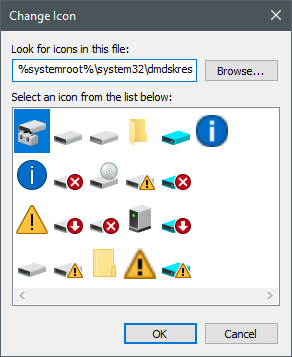 Change Icon
Look for icons in this file:
%systemroot%\system32\dmdskres
Browse...
Select an icon from the list below:
OK
Cancel